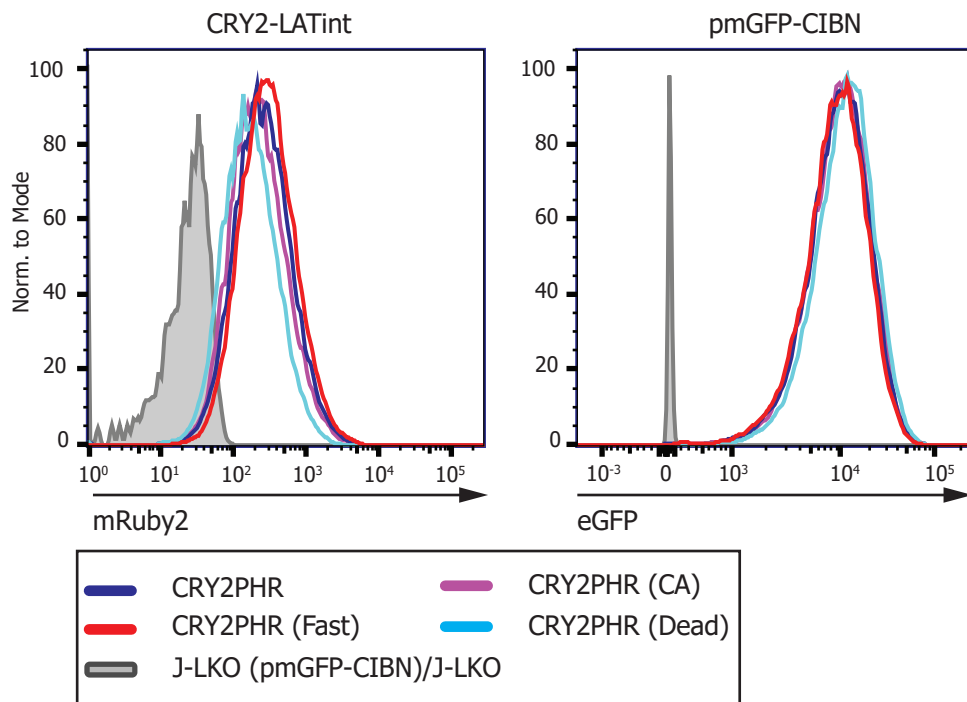 CRY2-LATint
pmGFP-CIBN
Norm. to Mode
100
80
60
40
20
0
10⁰ 10¹ 10² 10³ 10⁴ 10⁵
mRuby2
100
80
60
40
20
0
10⁻³ 0 10³ 10⁴ 10⁵
eGFP
CRY2PHR
CRY2PHR (CA)
CRY2PHR (Fast)
CRY2PHR (Dead)
J-LKO (pmGFP-CIBN)/J-LKO